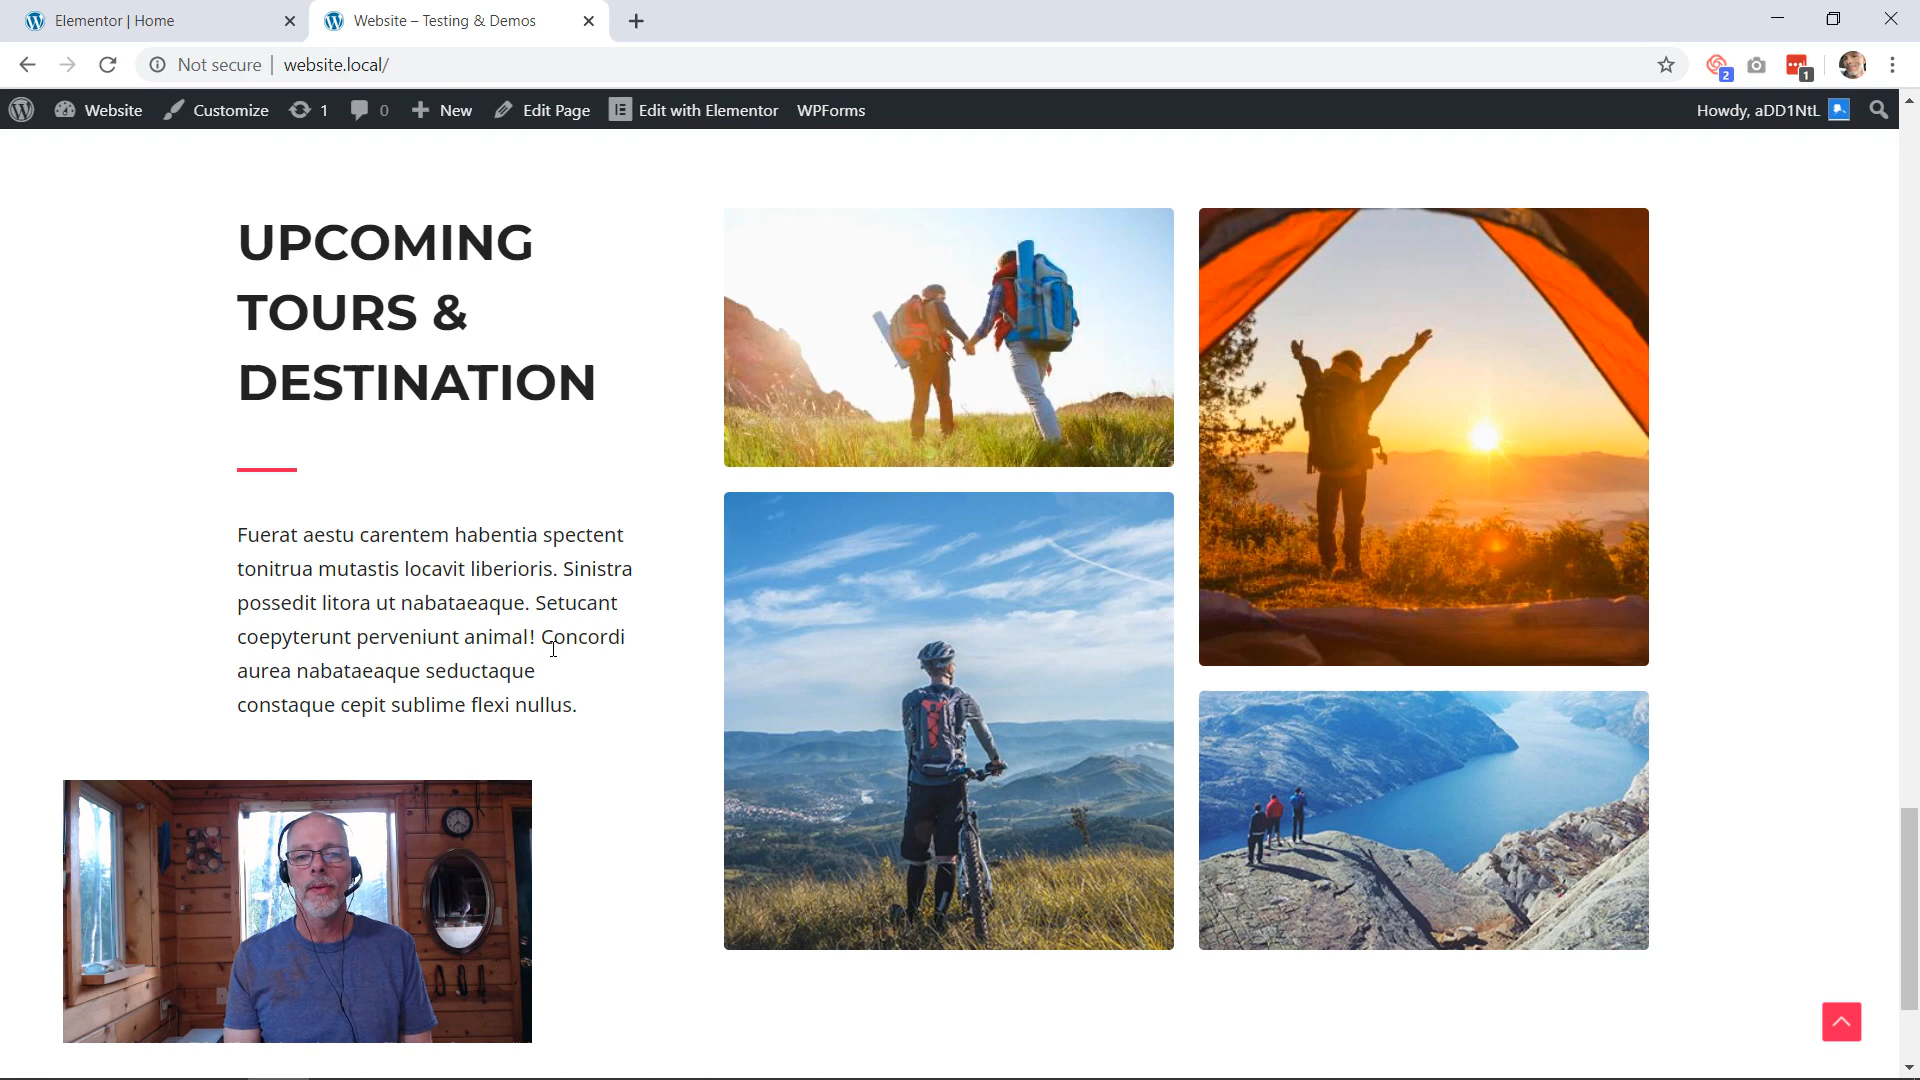 Elementor | Home
Website – Testing & Demos
Not secure
website.local/
2
1
Website
Customize
1
0
New
Edit Page
Edit with Elementor
WPForms
Howdy, aDD1NtL
UPCOMING
TOURS &
DESTINATION
Fuerat aestu carentem habentia spectent
tonitrua mutastis locavit liberioris. Sinistra
possedit litora ut nabataeaque. Setucant
coepyterunt perveniunt animal! Concordi
aurea nabataeaque seductaque
constaque cepit sublime flexi nullus.